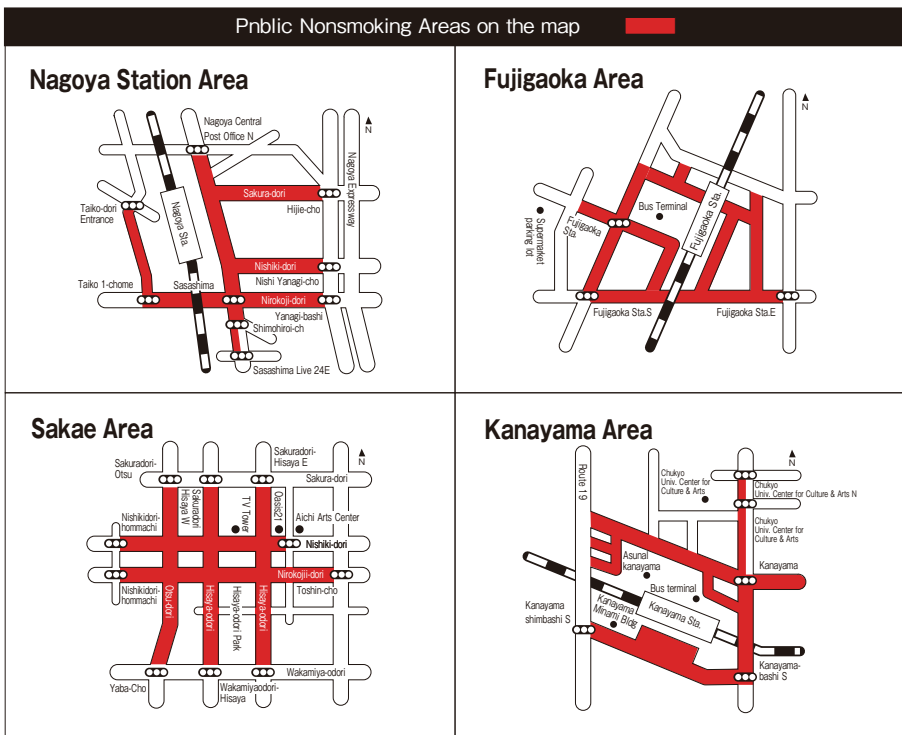 Pnblic Nonsmoking Areas on the map
Nagoya Station Area
Nagoya Central
Post Office N
N
Nagoya Expressway
Sakura-dori
Hijie-cho
Taiko-dori
Entrance
Nagoya Sta.
Nishiki-dori
Nishi Yanagi-cho
Taiko 1-chome
Sasashima
Nirokoji-dori
Yanagi-bashi
Shimohiroi-ch
Sasashima Live 24E
Fujigaoka Area
N
Bus Terminal
Fujigaoka Sta.
Fujigaoka
Sta.
Supermarket
parking lot
Fujigaoka Sta.S
Fujigaoka Sta.E
Sakae Area
Sakuradori-
Hisaya E
N
Sakuradori-
Otsu
Sakura-dori
Sakuradori
Hisaya W
TV Tower
Oasis21
Aichi Arts Center
Nishikidori-
hommachi
Nishiki-dori
Nirokojii-dori
Nishikidori-
hommachi
Toshin-cho
Otsu-dori
Hisaya-odori
Hisaya-odori Park
Hisaya-odori
Wakamiya-odori
Yaba-Cho
Wakamiyaodori-
Hisaya
Kanayama Area
N
Route 19
Chukyo
Univ. Center for
Culture & Arts
Chukyo
Univ. Center for Culture & Arts N
Chukyo
Univ. Center for
Culture & Arts
Asunal
kanayama
Kanayama
Bus terminal
Kanayama
Minami Bldg
Kanayama Sta.
Kanayama
shimbashi S
Kanayama-
bashi S